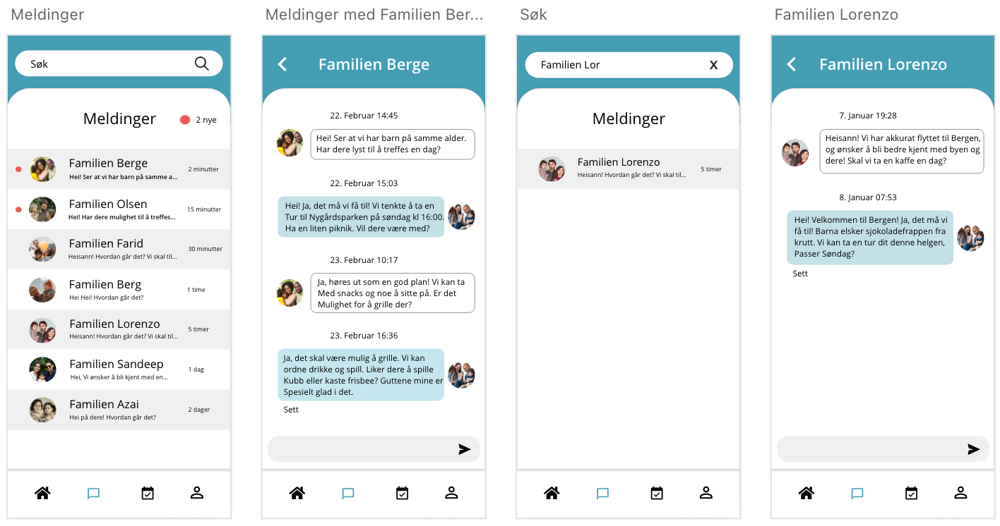 Meldinger
Søk
Meldinger
2 nye
Familien Berge
Hei! Ser at vi har barn på samme a...
2 minutter
Familien Olsen
Hei! Har dere mulighet til å treffes...
15 minutter
Familien Farid
Heisann! Hvordan går det? Vi skal til...
30 minutter
Familien Berg
Hei Hei! Hvordan går det?
1 time
Familien Lorenzo
Heisann! Hvordan går det? Vi skal til...
5 timer
Familien Sandeep
Hei, Vi ønsker å bli kjent med en...
1 dag
Familien Azai
Hei på dere! Hvordan går det?
2 dager
Meldinger med Familien Ber...
Familien Berge
22. Februar 14:45
Hei! Ser at vi har barn på samme alder.
Har dere lyst til å treffes en dag?
22. Februar 15:03
Hei! Ja, det må vi få til! Vi tenkte å ta en
Tur til Nygårdsparken på søndag kl 16:00.
Ha en liten piknik. Vil dere være med?
23. Februar 10:17
Ja, høres ut som en god plan! Vi kan ta
Med snacks og noe å sitte på. Er det
Mulighet for å grille der?
23. Februar 16:36
Ja, det skal være mulig å grille. Vi kan
ordne drikke og spill. Liker dere å spille
Kubb eller kaste frisbee? Guttene mine er
Spesielt glad i det.
Sett
Søk
Familien Lor
X
Meldinger
Familien Lorenzo
Heisann! Hvordan går det? Vi skal til...
5 timer
Familien Lorenzo
Familien Lorenzo
7. Januar 19:28
Heisann! Vi har akkurat flyttet til Bergen,
og ønsker å bli bedre kjent med byen og
dere! Skal vi ta en kaffe en dag?
8. Januar 07:53
Hei! Velkommen til Bergen! Ja, det må vi
få til! Barna elsker sjokoladefrappen fra
krutt. Vi kan ta en tur dit denne helgen,
Passer Søndag?
Sett